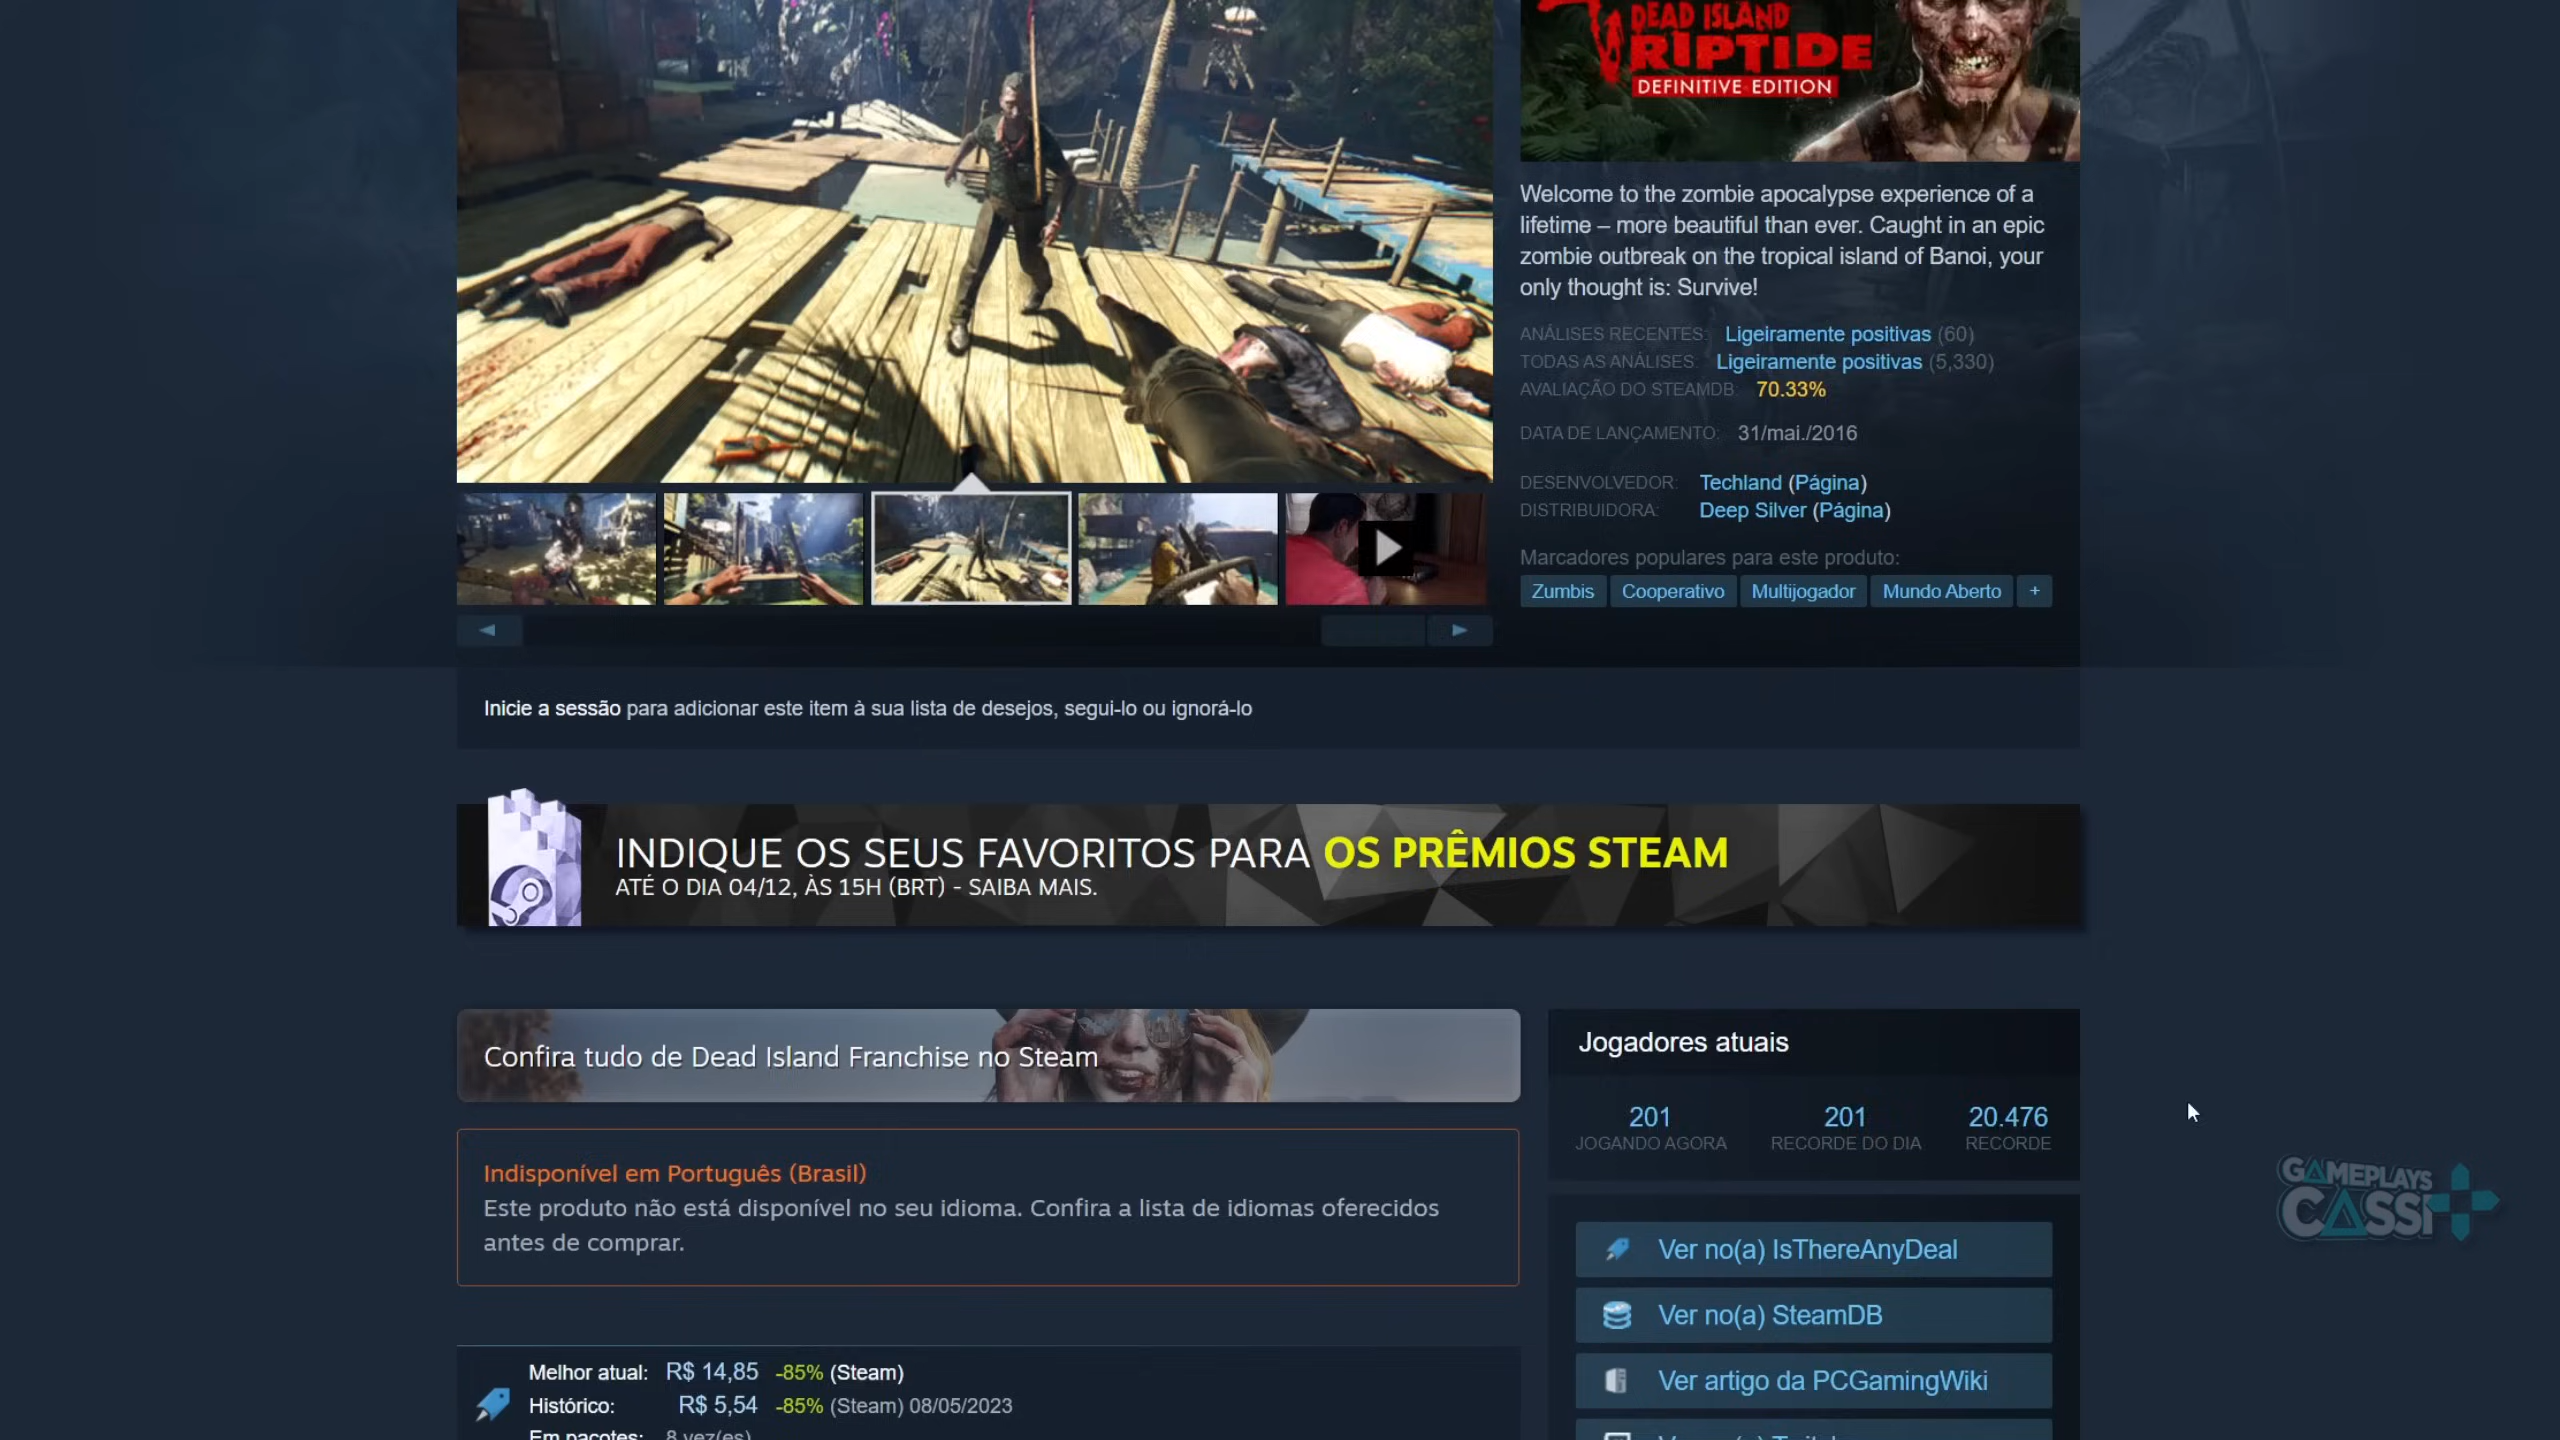 DEAD ISLAND
RIPTIDE
DEFINITIVE EDITION
Welcome to the zombie apocalypse experience of a
lifetime – more beautiful than ever. Caught in an epic
zombie outbreak on the tropical island of Banoi, your
only thought is: Survive!
ANÁLISES RECENTES: Ligeiramente positivas (60)
TODAS AS ANÁLISES: Ligeiramente positivas (5,330)
AVALIAÇÃO DO STEAMDB: 70.33%
DATA DE LANÇAMENTO: 31/mai./2016
DESENVOLVEDOR: Techland (Página)
DISTRIBUIDORA: Deep Silver (Página)
Marcadores populares para este produto:
Zumbis Cooperativo Multijogador Mundo Aberto +
Inicie a sessão para adicionar este item à sua lista de desejos, segui-lo ou ignorá-lo
INDIQUE OS SEUS FAVORITOS PARA OS PRÊMIOS STEAM
ATÉ O DIA 04/12, ÀS 15H (BRT) - SAIBA MAIS.
Confira tudo de Dead Island Franchise no Steam
Indisponível em Português (Brasil)
Este produto não está disponível no seu idioma. Confira a lista de idiomas oferecidos
antes de comprar.
Melhor atual: R$ 14,85 -85% (Steam)
Histórico: R$ 5,54 -85% (Steam) 08/05/2023
Em pacotes: 8 vez(es)
Jogadores atuais
201 201 20.476
JOGANDO AGORA RECORDE DO DIA RECORDE
Ver no(a) IsThereAnyDeal
Ver no(a) SteamDB
Ver artigo da PCGamingWiki
GAMEPLAYS
CASSI